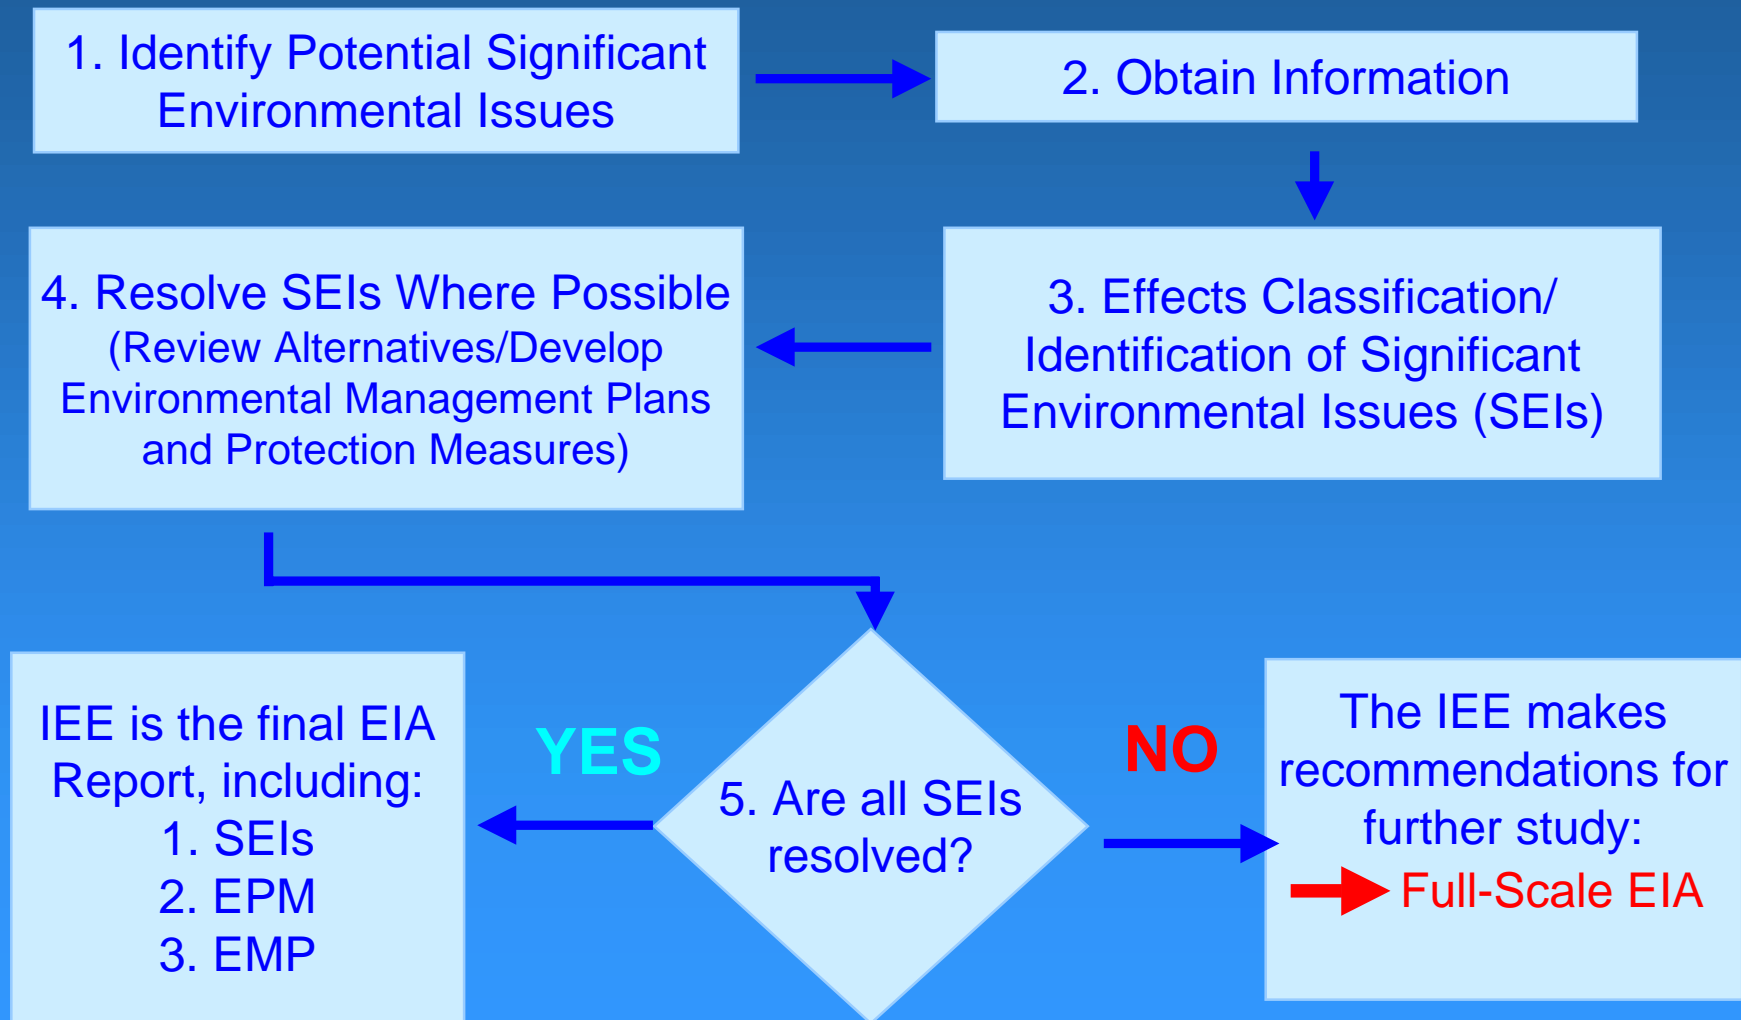 1. Identify Potential Significant
Environmental Issues
2. Obtain Information
3. Effects Classification/
Identification of Significant
Environmental Issues (SEIs)
4. Resolve SEIs Where Possible
(Review Alternatives/Develop
Environmental Management Plans
and Protection Measures)
5. Are all SEIs
resolved?
YES
IEE is the final EIA
Report, including:
1. SEIs
2. EPM
3. EMP
NO
The IEE makes
recommendations for
further study:
Full-Scale EIA